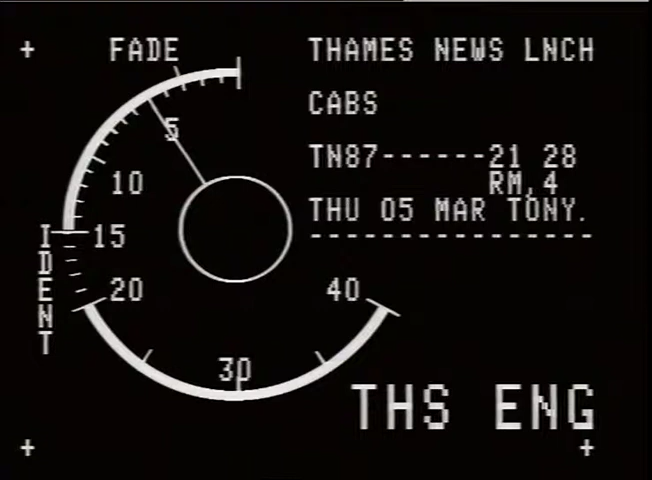 FADE
THAMES NEWS LNCH
CABS
5
TN87------21 28
10
RM,4
THU 05 MAR TONY.
----------------
15
IDENT
20
40
30
THS ENG